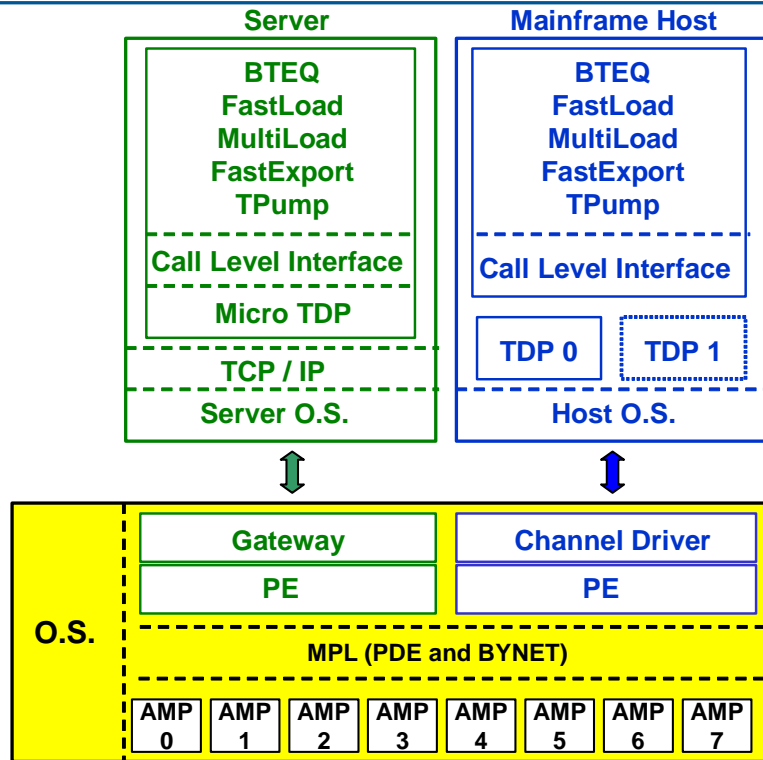 Server
BTEQ
FastLoad
MultiLoad
FastExport
TPump
Call Level Interface
Micro TDP
TCP / IP
Server O.S.
Mainframe Host
BTEQ
FastLoad
MultiLoad
FastExport
TPump
Call Level Interface
TDP 0
TDP 1
Host O.S.
O.S.
Gateway
PE
Channel Driver
PE
MPL (PDE and BYNET)
AMP
0
AMP
1
AMP
2
AMP
3
AMP
4
AMP
5
AMP
6
AMP
7